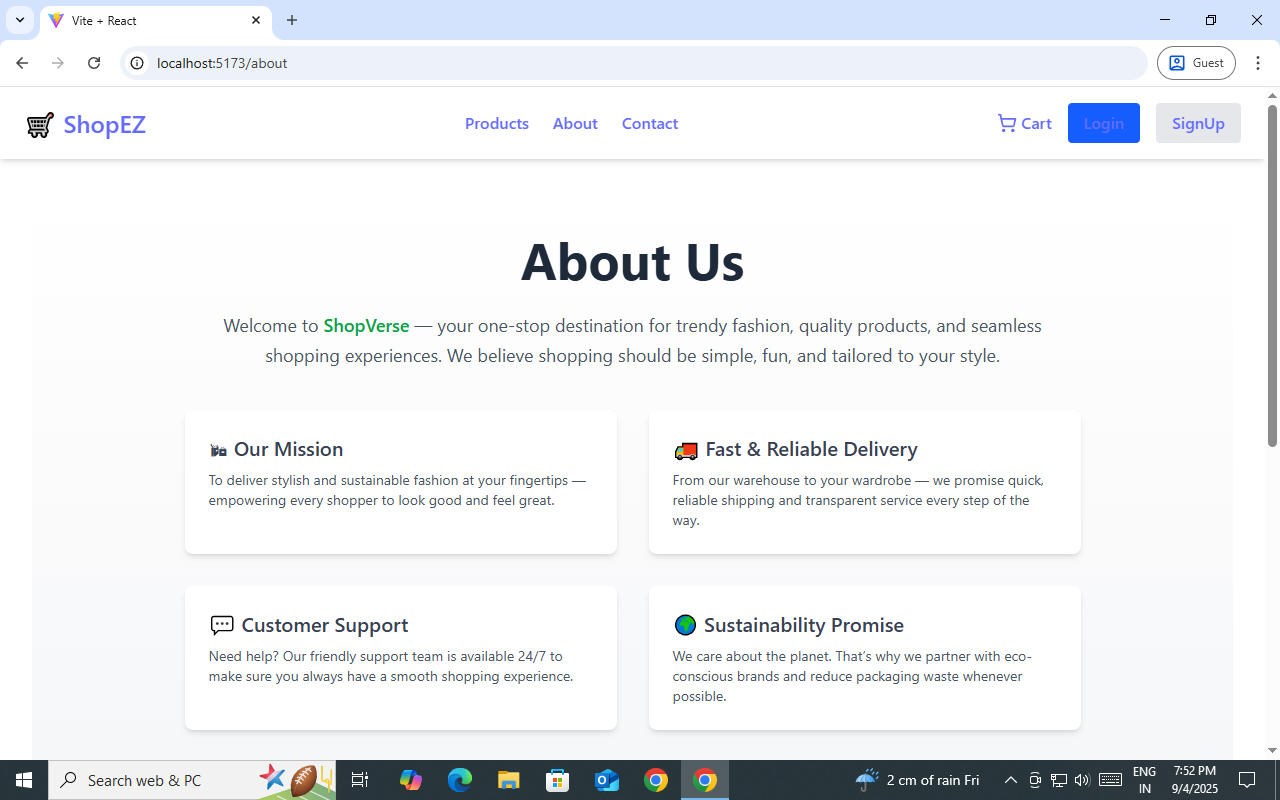 Vite + React
localhost:5173/about
Guest
ShopEZ
Products
About
Contact
Cart
Login
SignUp
About Us
Welcome to ShopVerse — your one-stop destination for trendy fashion, quality products, and seamless
shopping experiences. We believe shopping should be simple, fun, and tailored to your style.
Our Mission
To deliver stylish and sustainable fashion at your fingertips —
empowering every shopper to look good and feel great.
Fast & Reliable Delivery
From our warehouse to your wardrobe — we promise quick,
reliable shipping and transparent service every step of the
way.
Customer Support
Need help? Our friendly support team is available 24/7 to
make sure you always have a smooth shopping experience.
Sustainability Promise
We care about the planet. That’s why we partner with eco-
conscious brands and reduce packaging waste whenever
possible.
Search web & PC
2 cm of rain Fri
ENG
IN
7:52 PM
9/4/2025